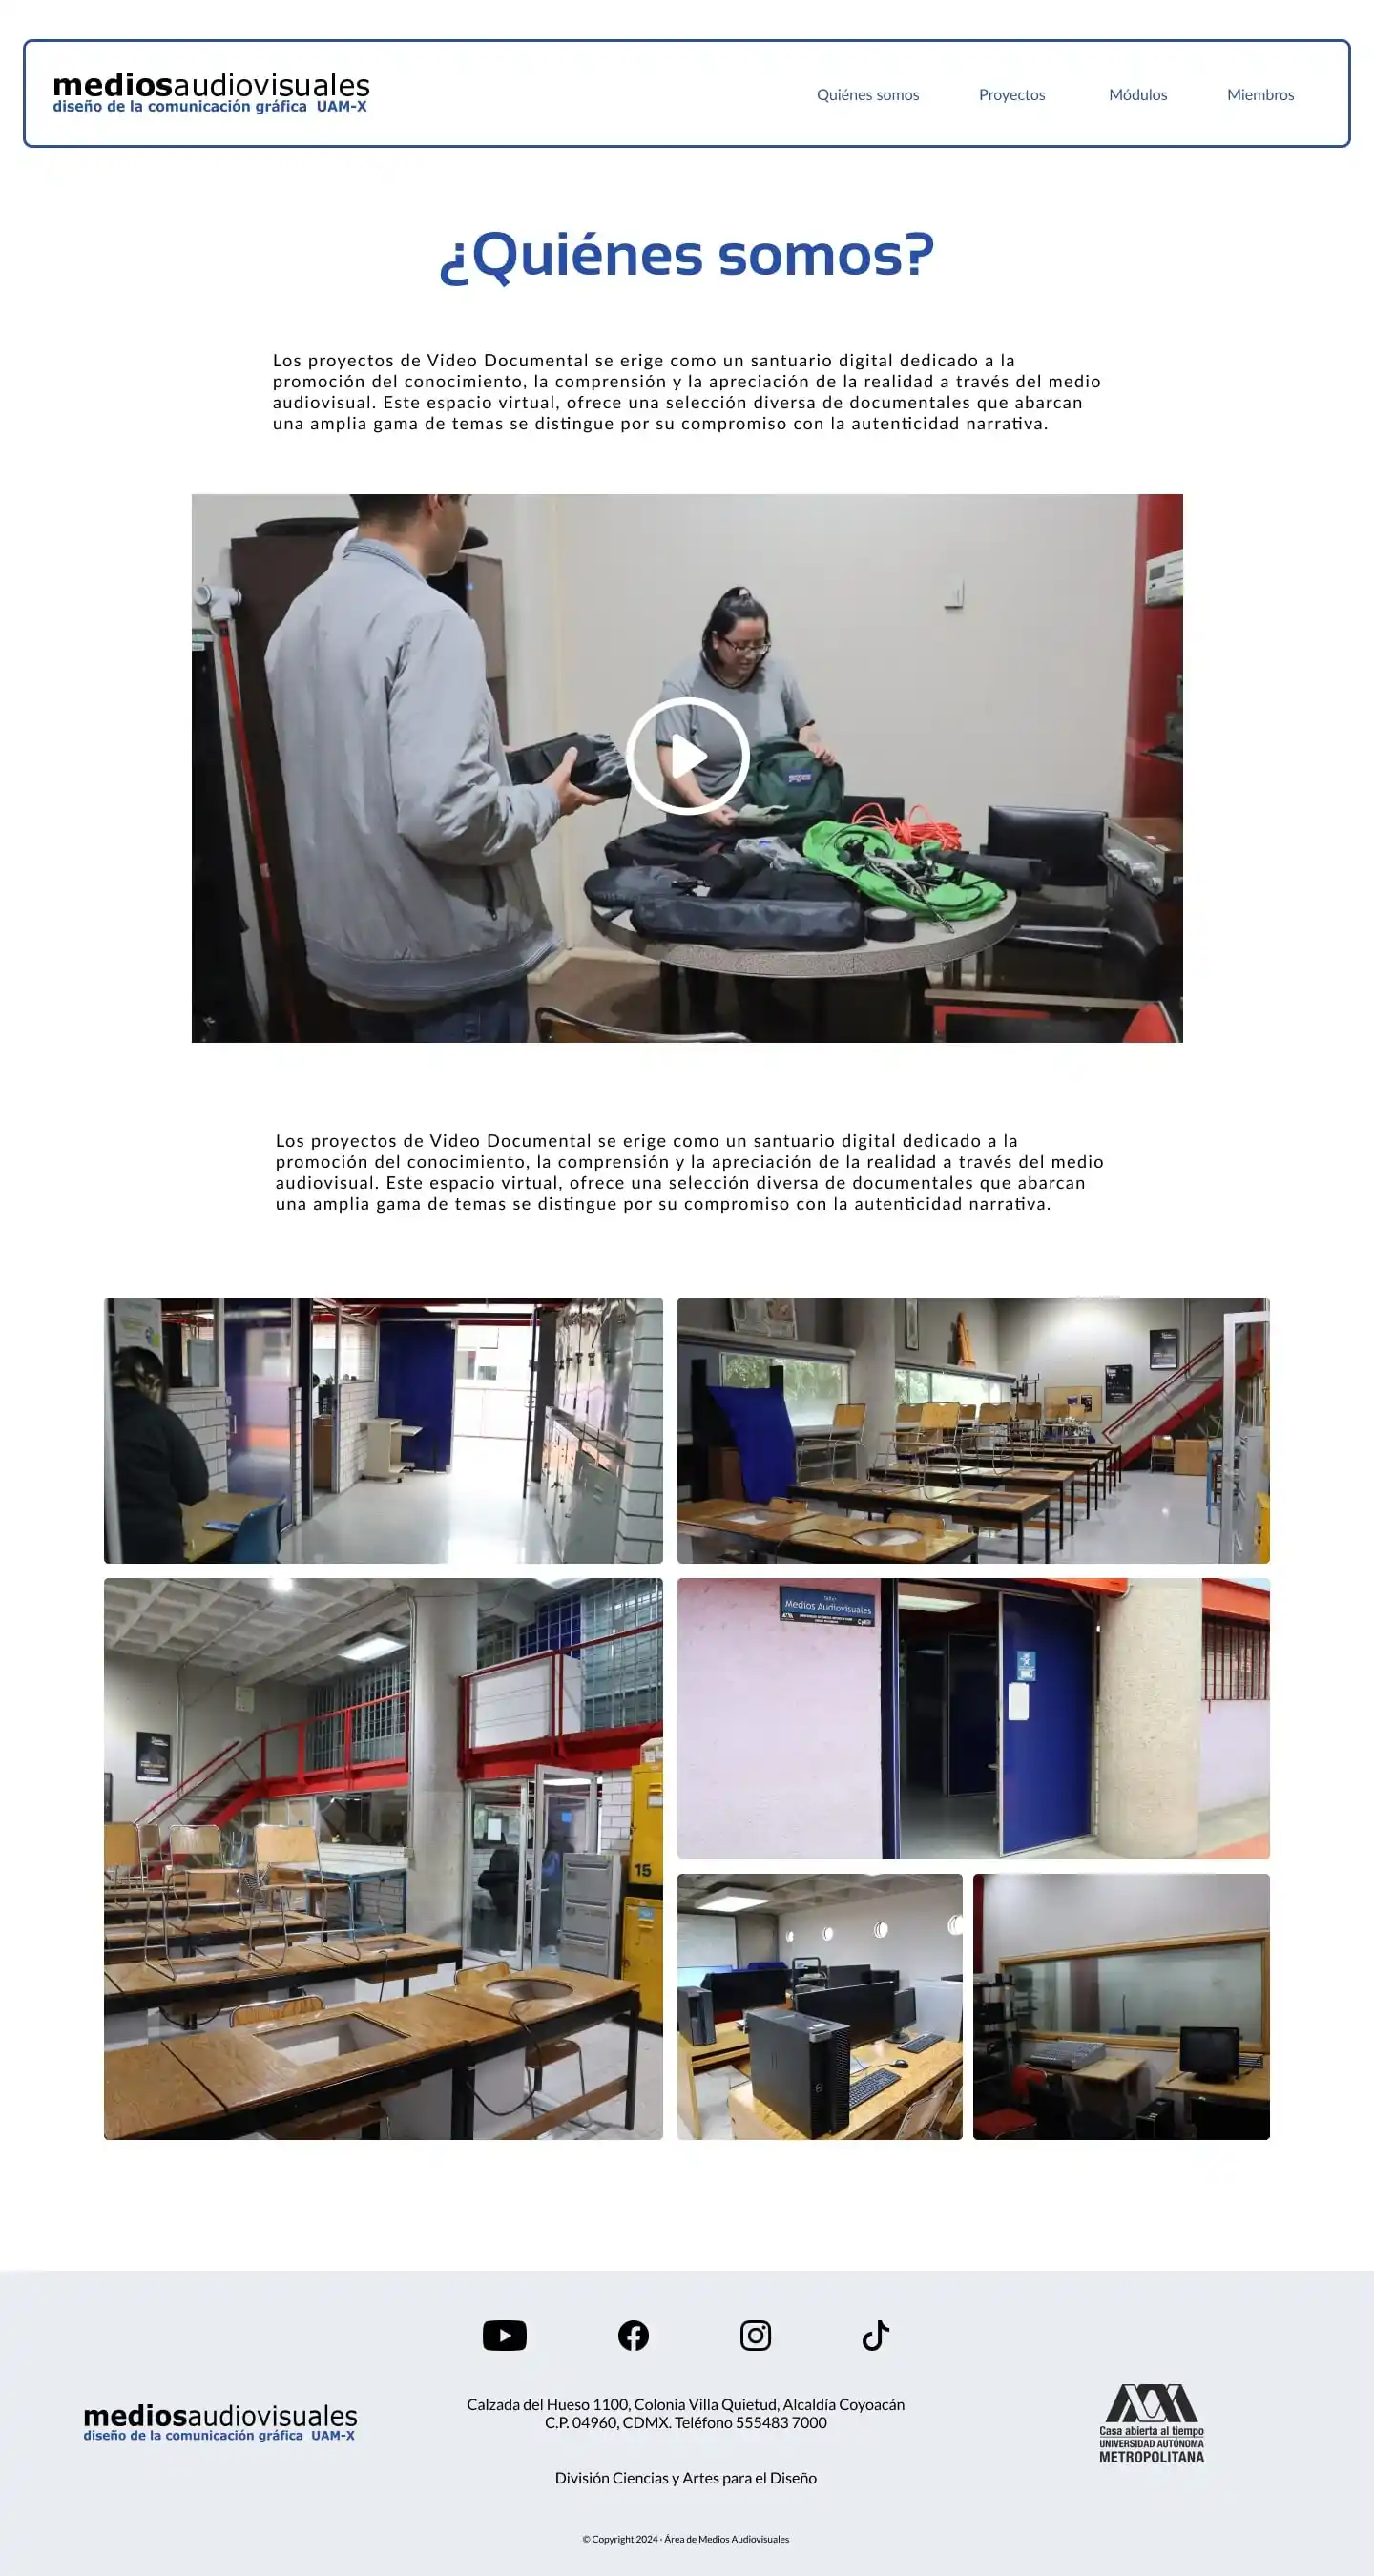 mediosaudiovisuales
diseño de la comunicación gráfica UAM-X
Quiénes somos
Proyectos
Módulos
Miembros
¿Quiénes somos?
Los proyectos de Video Documental se erige como un santuario digital dedicado a la
promoción del conocimiento, la comprensión y la apreciación de la realidad a través del medio
audiovisual. Este espacio virtual, ofrece una selección diversa de documentales que abarcan
una amplia gama de temas se distingue por su compromiso con la autenticidad narrativa.
Los proyectos de Video Documental se erige como un santuario digital dedicado a la
promoción del conocimiento, la comprensión y la apreciación de la realidad a través del medio
audiovisual. Este espacio virtual, ofrece una selección diversa de documentales que abarcan
una amplia gama de temas se distingue por su compromiso con la autenticidad narrativa.
Medios Audiovisuales
15
mediosaudiovisuales
diseño de la comunicación gráfica UAM-X
Calzada del Hueso 1100, Colonia Villa Quietud, Alcaldía Coyoacán
C.P. 04960, CDMX. Teléfono 555483 7000
División Ciencias y Artes para el Diseño
© Copyright 2024 - Área de Medios Audiovisuales
Casa abierta al tiempo
UNIVERSIDAD AUTÓNOMA
METROPOLITANA